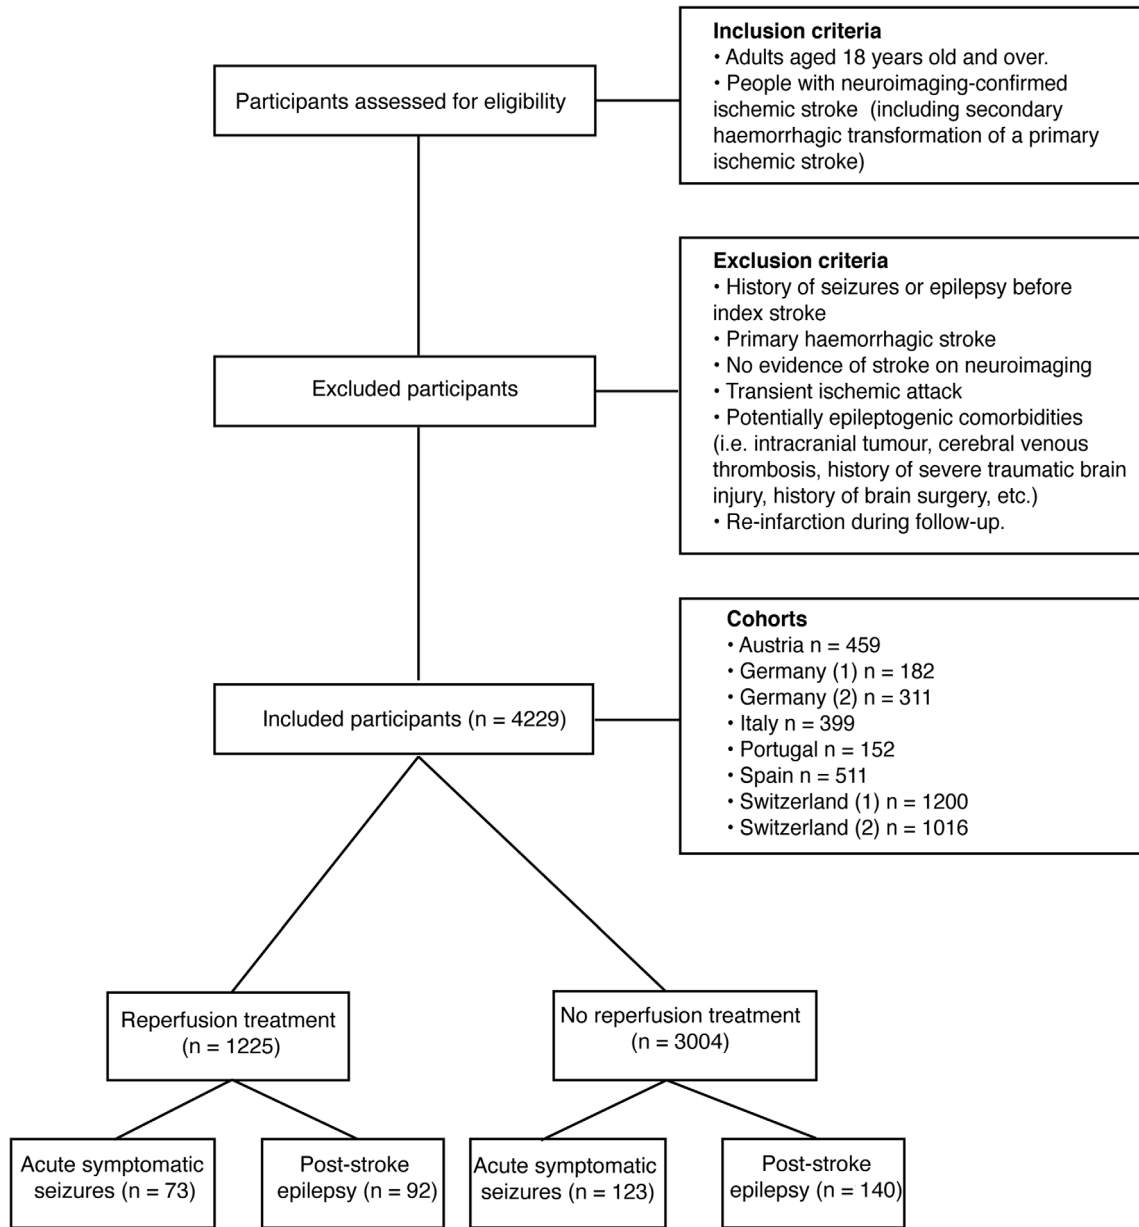 Inclusion criteria
• Adults aged 18 years old and over.
• People with neuroimaging-confirmed
ischemic stroke (including secondary
haemorrhagic transformation of a primary
ischemic stroke)
Participants assessed for eligibility
Exclusion criteria
• History of seizures or epilepsy before
index stroke
• Primary haemorrhagic stroke
• No evidence of stroke on neuroimaging
• Transient ischemic attack
• Potentially epileptogenic comorbidities
(i.e. intracranial tumour, cerebral venous
thrombosis, history of severe traumatic brain
injury, history of brain surgery, etc.)
• Re-infarction during follow-up.
Excluded participants
Cohorts
• Austria n = 459
• Germany (1) n = 182
• Germany (2) n = 311
• Italy n = 399
• Portugal n = 152
• Spain n = 511
• Switzerland (1) n = 1200
• Switzerland (2) n = 1016
Included participants (n = 4229)
Reperfusion treatment
(n = 1225)
No reperfusion treatment
(n = 3004)
Acute symptomatic
seizures (n = 73)
Post-stroke
epilepsy (n = 92)
Acute symptomatic
seizures (n = 123)
Post-stroke
epilepsy (n = 140)